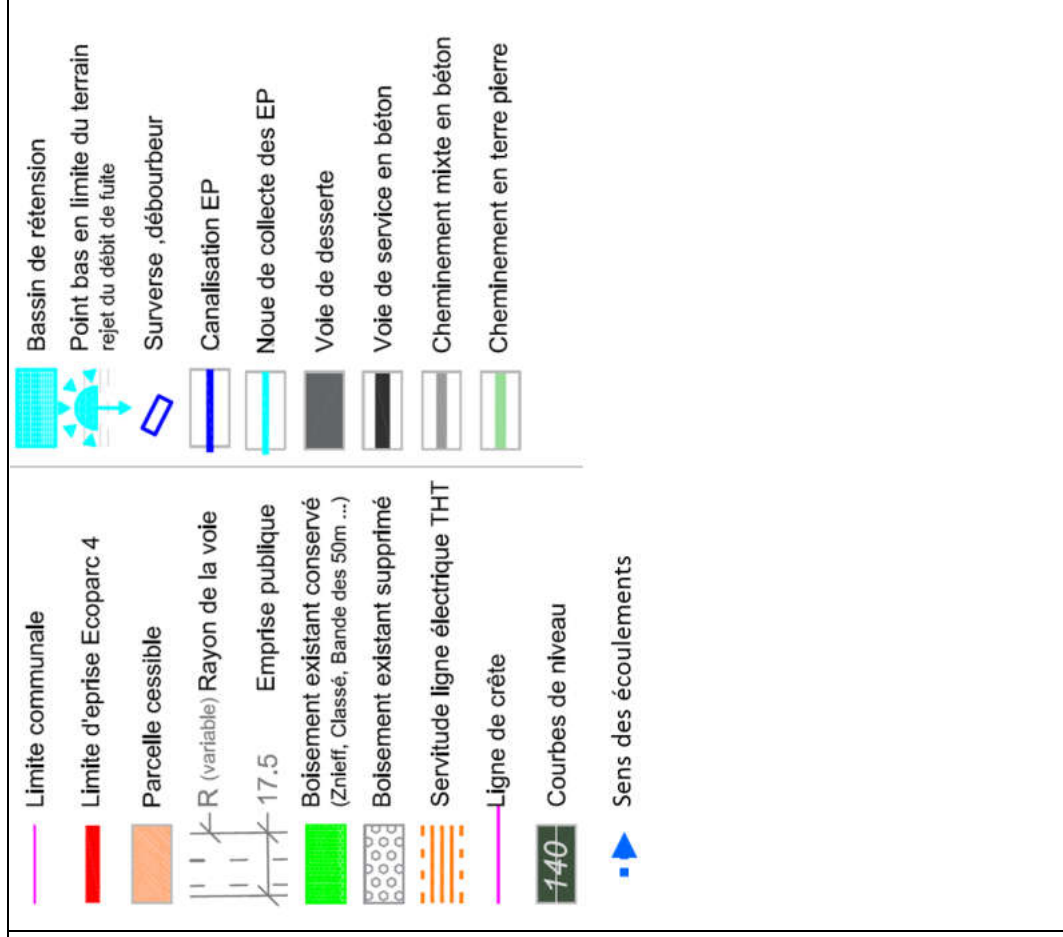 Limite communale
Limite d'eprise Ecoparc 4
Parcelle cessible
R (variable) Rayon de la voie
17.5 Emprise publique
Boisement existant conservé
(Znieff, Classé, Bande des 50m ...)
Boisement existant supprimé
Servitude ligne électrique THT
Ligne de crête
140 Courbes de niveau
Sens des écoulements
Bassin de rétension
Point bas en limite du terrain
rejet du débit de fuite
Surverse ,débourbeur
Canalisation EP
Noue de collecte des EP
Voie de desserte
Voie de service en béton
Cheminement mixte en béton
Cheminement en terre pierre